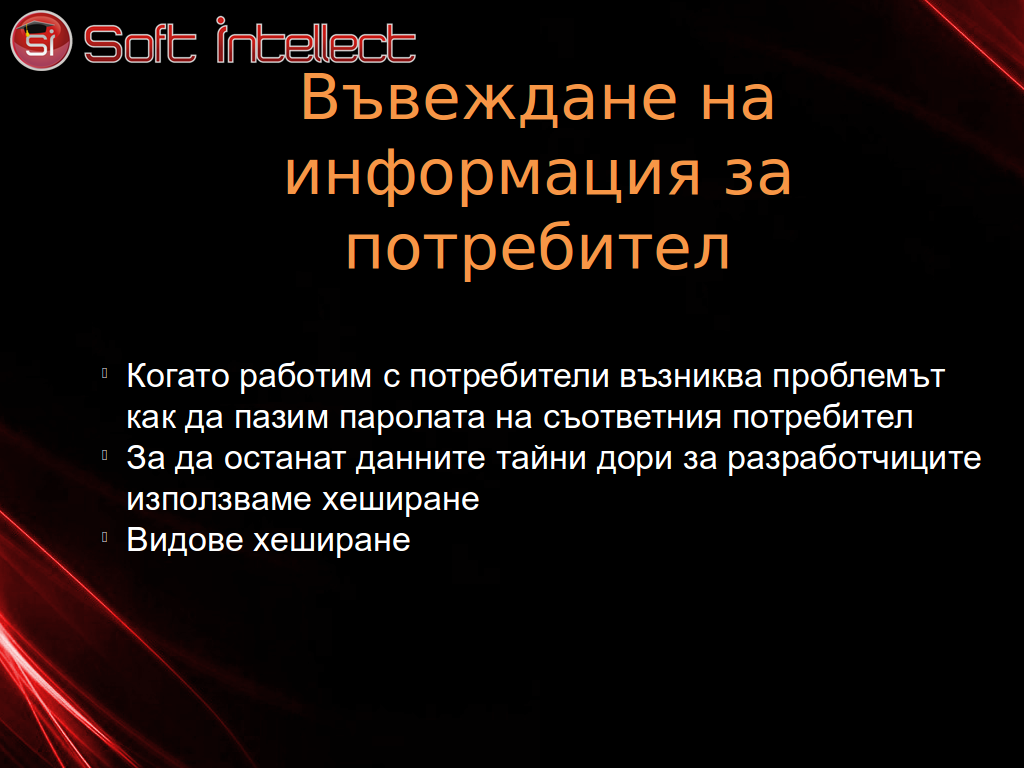 Si Soft Intellect
Въвеждане на
информация за
потребител
Когато работим с потребители възниква проблемът
как да пазим паролата на съответния потребител
За да останат данните тайни дори за разработчиците
използваме хеширане
Видове хеширане